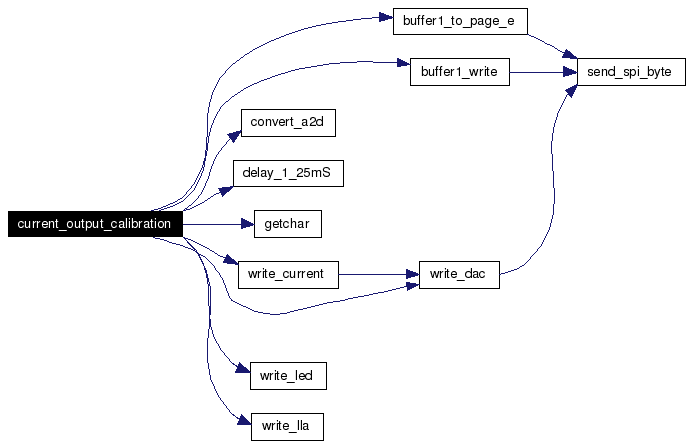 buffer1_to_page_e
buffer1_write
send_spi_byte
convert_a2d
delay_1_25mS
current_output_calibration
getchar
write_current
write_dac
write_led
write_lla